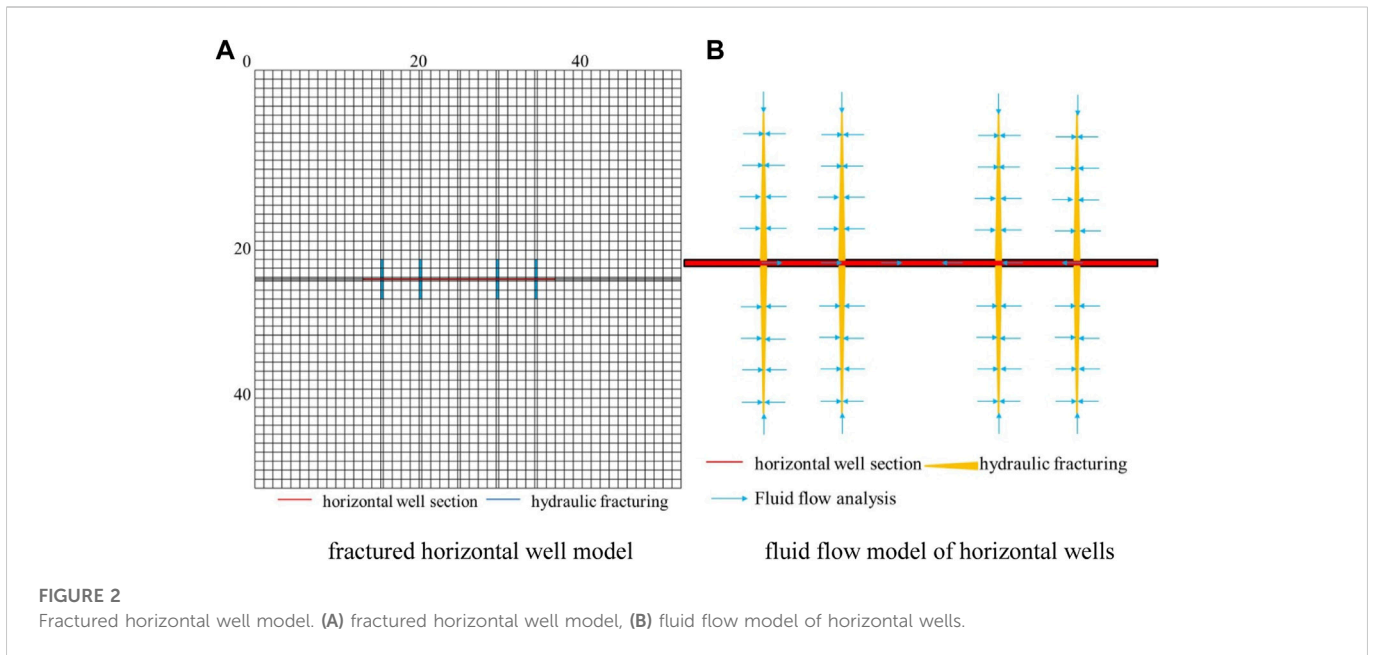 A
B
0
20
40
20
40
horizontal well section
hydraulic fracturing
fractured horizontal well model
horizontal well section
hydraulic fracturing
Fluid flow analysis
fluid flow model of horizontal wells
FIGURE 2
Fractured horizontal well model. (A) fractured horizontal well model, (B) fluid flow model of horizontal wells.